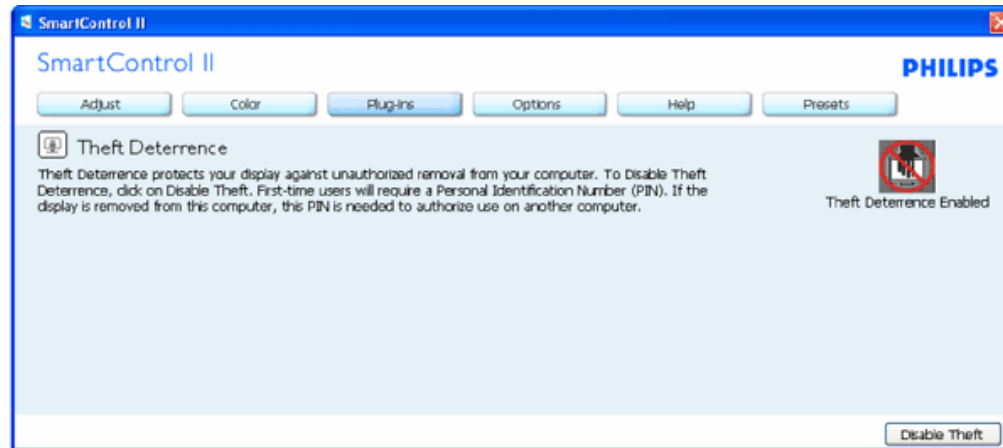 SmartControl II
SmartControl II
PHILIPS
Adjust
Color
Plug-Ins
Options
Help
Presets
Theft Deterrence
Theft Deterrence protects your display against unauthorized removal from your computer. To Disable Theft
Deterrence, click on Disable Theft. First-time users will require a Personal Identification Number (PIN). If the
display is removed from this computer, this PIN is needed to authorize use on another computer.
Theft Deterrence Enabled
Disable Theft